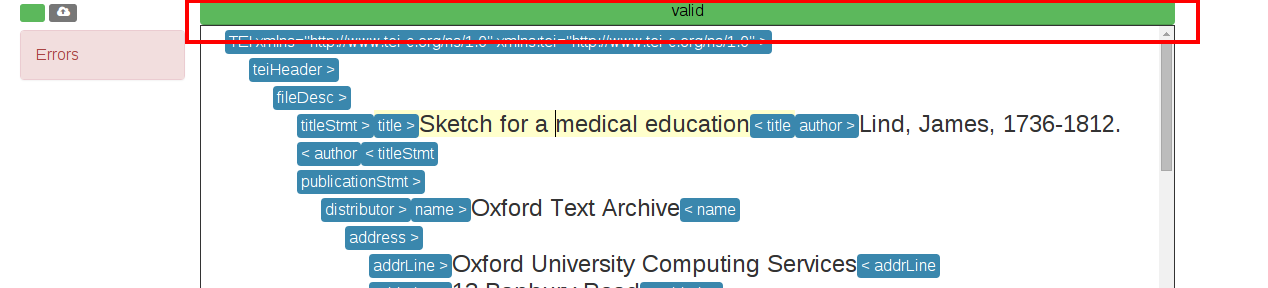 valid
Errors
TEI xmlns="http://www.tei-c.org/ns/1.0" xmlns:tei="http://www.tei-c.org/ns/1.0" >
teiHeader >
fileDesc >
titleStmt > title > Sketch for a medical education < title author > Lind, James, 1736-1812.
< author < titleStmt
publicationStmt >
distributor > name > Oxford Text Archive < name
address >
addrLine > Oxford University Computing Services < addrLine
13 Banbury Road